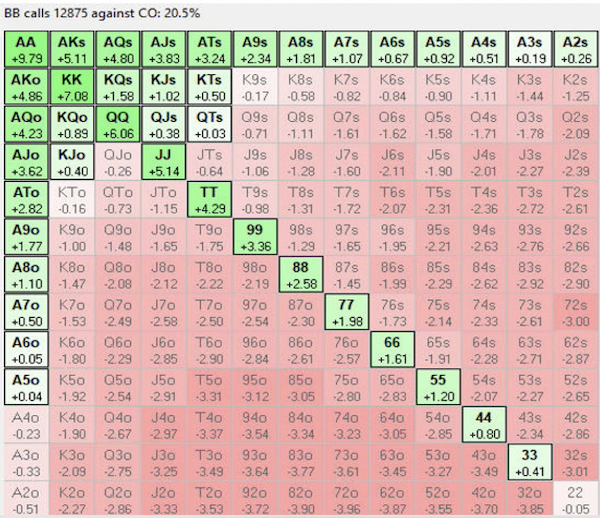 BB calls 12875 against CO: 20.5%
AA AKs AQs AJs ATs A9s A8s A7s A6s A5s A4s A3s A2s
+9.79 +5.11 +4.80 +3.83 +3.24 +2.34 +1.81 +1.07 +0.67 +0.92 +0.51 +0.19 +0.26
AKo KK KQs KJs KTs K9s K8s K7s K6s K5s K4s K3s K2s
+4.86 +7.08 +1.58 +1.02 +0.50 -0.17 -0.58 -0.82 -0.84 -0.90 -1.11 -1.44 -1.25
AQo KQo QQ QJs QTs Q9s Q8s Q7s Q6s Q5s Q4s Q3s Q2s
+4.23 +0.89 +6.06 +0.38 +0.03 -0.71 -1.11 -1.61 -1.62 -1.58 -1.71 -1.78 -2.09
AJo KJo QJo JJ JTs J9s J8s J7s J6s J5s J4s J3s J2s
+3.62 +0.40 -0.26 +5.14 -0.64 -1.06 -1.28 -1.60 -2.11 -1.90 -2.01 -2.27 -2.39
ATo KTo QTo JTo TT T9s T8s T7s T6s T5s T4s T3s T2s
+2.82 -0.16 -0.73 -1.15 +4.29 -0.98 -1.31 -1.72 -2.07 -2.31 -2.36 -2.72 -2.61
A9o K9o Q9o J9o T9o 99 98s 97s 96s 95s 94s 93s 92s
+1.77 -1.00 -1.48 -1.65 -1.75 +3.36 -1.29 -1.65 -1.95 -2.21 -2.63 -2.76 -2.66
A8o K8o Q8o J8o T8o 98o 88 87s 86s 85s 84s 83s 82s
+1.10 -1.47 -2.08 -2.12 -2.22 -2.19 +2.58 -1.45 -1.99 -2.29 -2.62 -2.92 -2.90
A7o K7o Q7o J7o T7o 97o 87o 77 76s 75s 74s 73s 72s
+0.50 -1.53 -2.49 -2.58 -2.50 -2.54 -2.30 +1.98 -1.73 -2.14 -2.33 -2.61 -3.00
A6o K6o Q6o J6o T6o 96o 86o 76o 66 65s 64s 63s 62s
+0.05 -1.80 -2.29 -2.85 -2.90 -2.84 -2.61 -2.57 +1.61 -1.91 -2.28 -2.71 -2.87
A5o K5o Q5o J5o T5o 95o 85o 75o 65o 55 54s 53s 52s
+0.04 -1.92 -2.54 -2.91 -3.31 -3.12 -3.05 -2.80 -2.83 +1.20 -2.07 -2.27 -2.65
A4o K4o Q4o J4o T4o 94o 84o 74o 64o 54o 44 43s 42s
-0.23 -1.90 -2.67 -2.97 -3.37 -3.54 -3.34 -3.23 -3.05 -2.85 +0.80 -2.34 -2.86
A3o K3o Q3o J3o T3o 93o 83o 73o 63o 53o 43o 33 32s
-0.33 -2.09 -2.75 -3.25 -3.49 -3.64 -3.77 -3.61 -3.45 -3.27 -3.49 +0.41 -3.01
A2o K2o Q2o J2o T2o 92o 82o 72o 62o 52o 42o 32o 22
-0.51 -2.27 -2.86 -3.33 -3.53 -3.72 -3.90 -3.96 -3.87 -3.55 -3.70 -3.85 -0.05